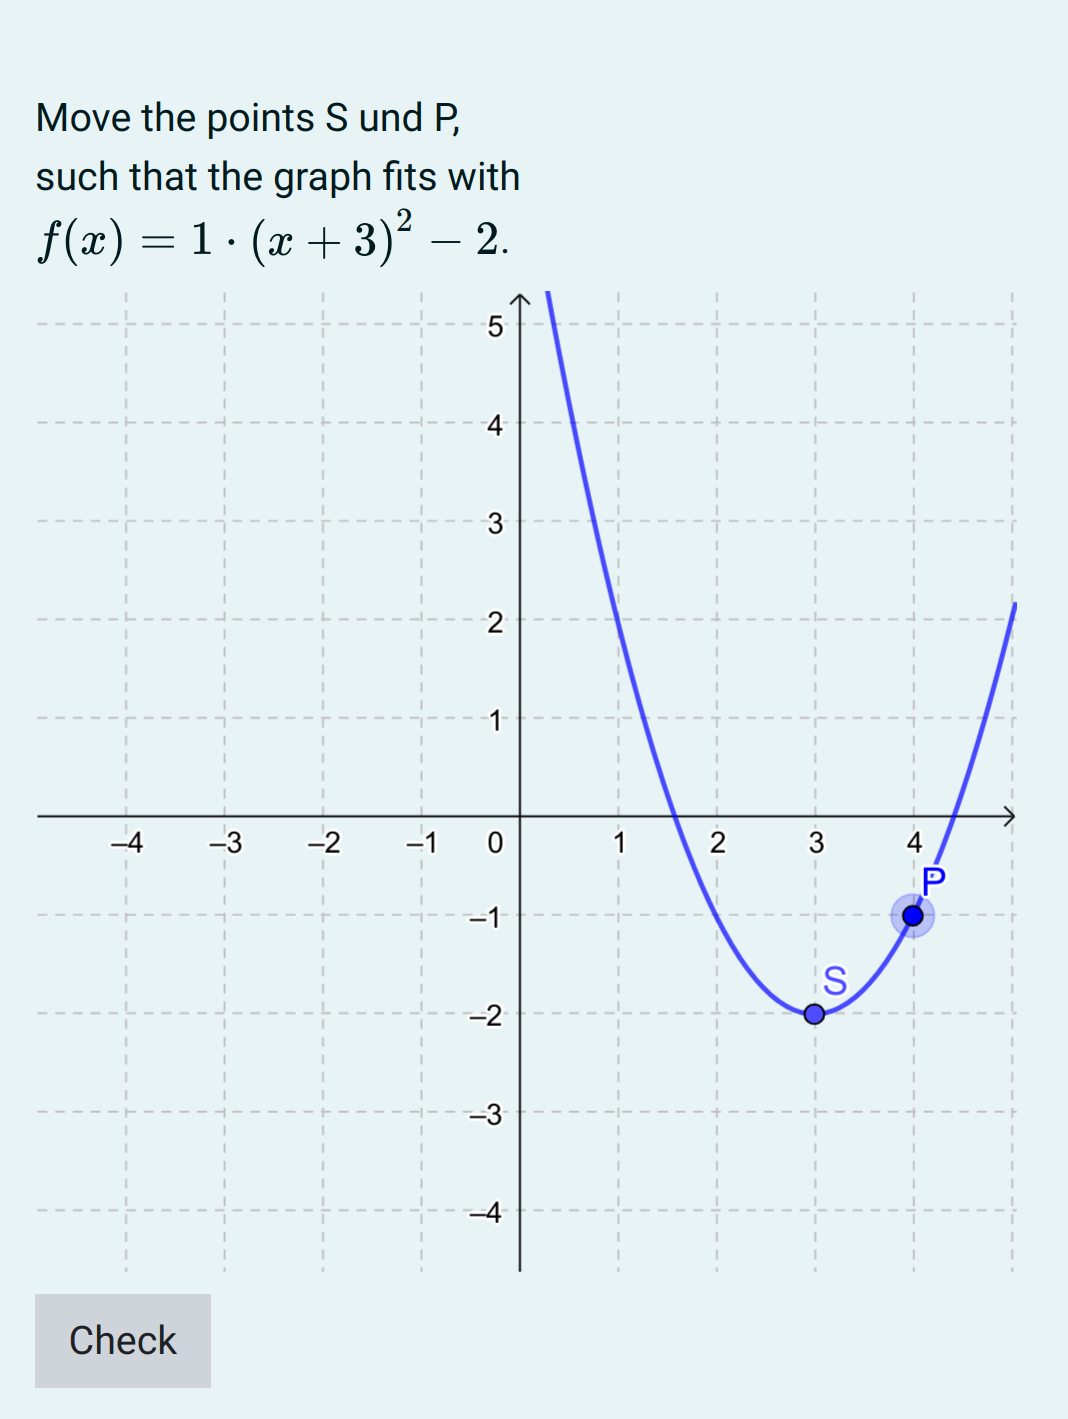 Move the points S und P,
such that the graph fits with
f(x) = 1 · (x + 3)² − 2.
5
4
3
2
1
–4 –3 –2 –1 0 1 2 3 4
P
–1
S
–2
–3
–4
Check